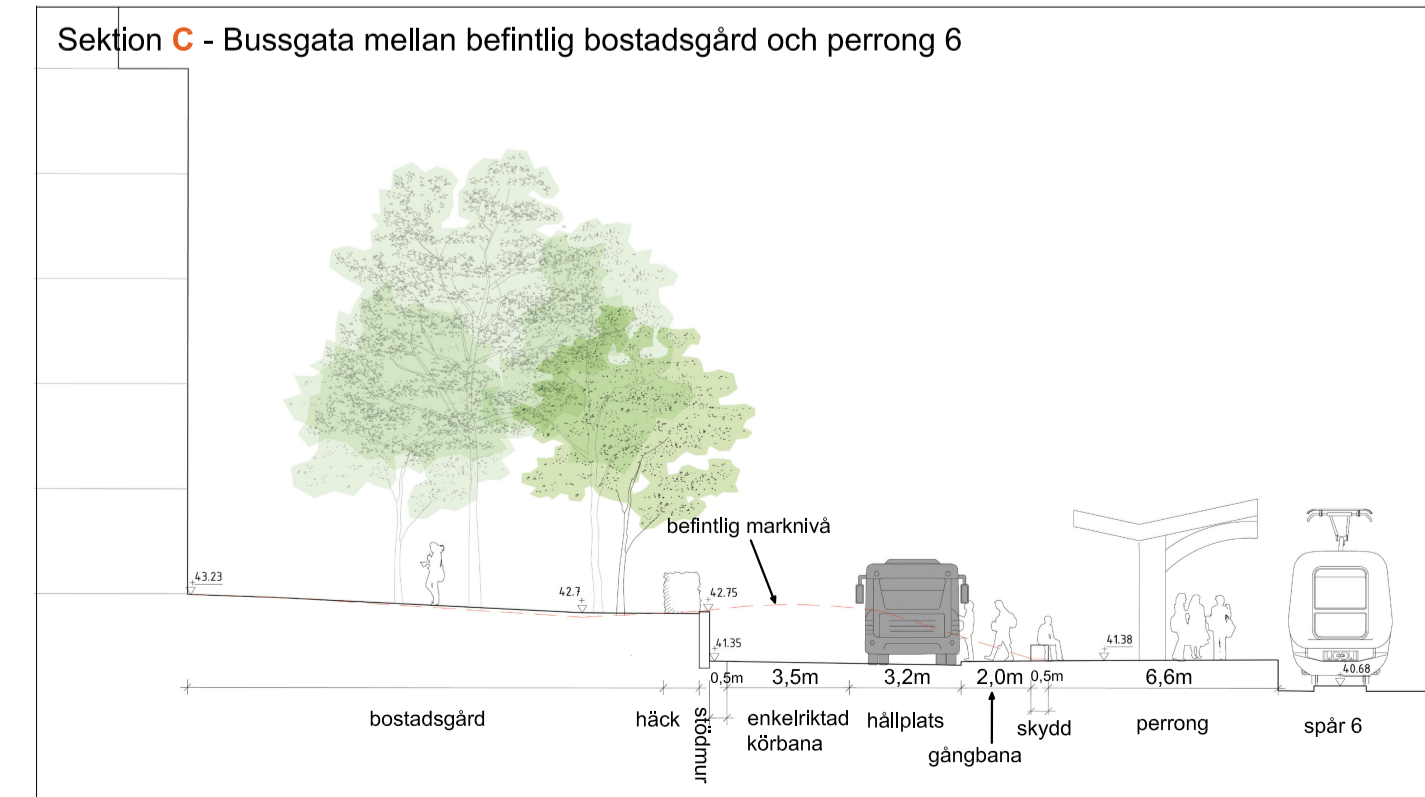 Sektion C - Bussgata mellan befintlig bostadsgård och perrong 6
befintlig marknivå
43.23
42.7
42.75
41.35
41.38
40.68
0,5m
3,5m
3,2m
2,0m
0,5m
6,6m
bostadsgård
häck
stödmur
enkelriktad
körbana
hållplats
gångbana
skydd
perrong
spår 6